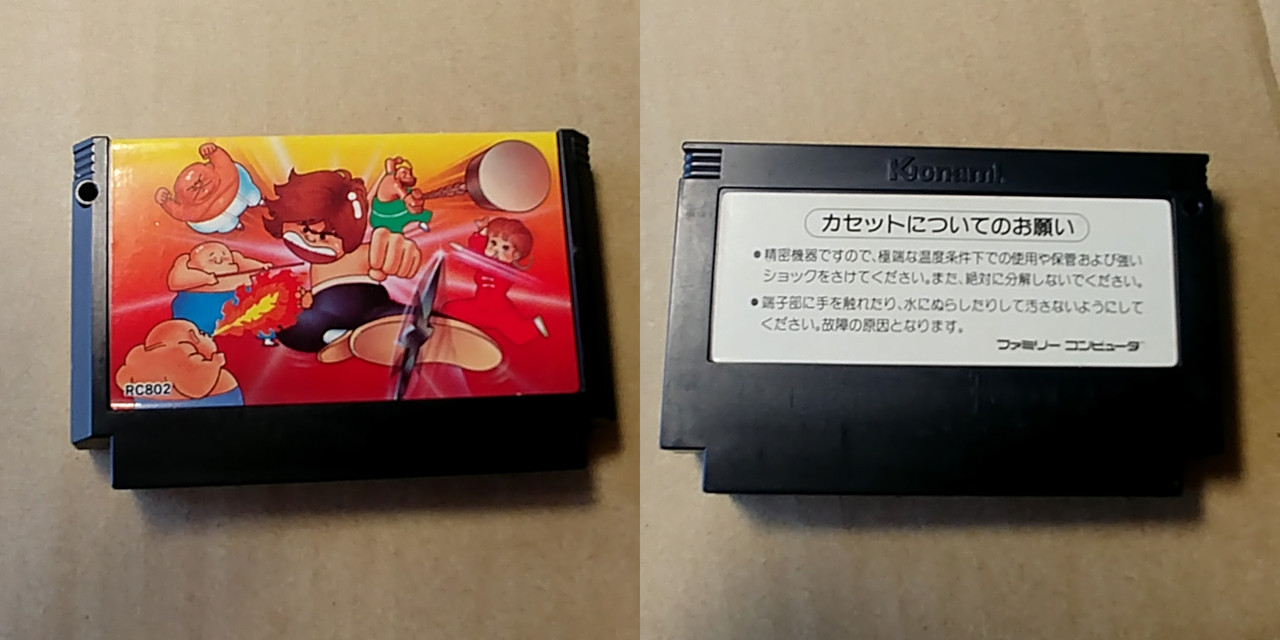 RC802
Konami
カセットについてのお願い
●精密機器ですので、極端な温度条件下での使用や保管および強い
ショックをさけてください。また、絶対に分解しないでください。
●端子部に手を触れたり、水にぬらしたりして汚さないようにして
ください。故障の原因となります。
ファミリー コンピュータ